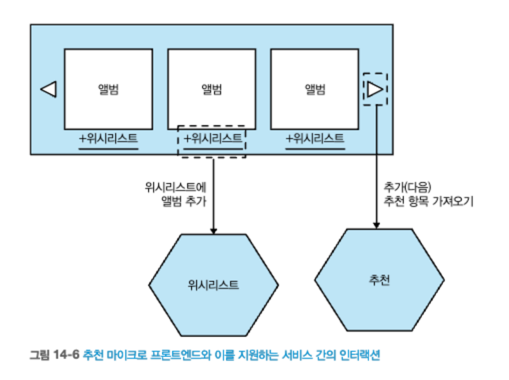 앨범 앨범 앨범
+위시리스트 +위시리스트 +위시리스트
위시리스트에
앨범 추가
추가(다음)
추천 항목 가져오기
위시리스트
추천
그림 14-6 추천 마이크로 프론트엔드와 이를 지원하는 서비스 간의 인터랙션